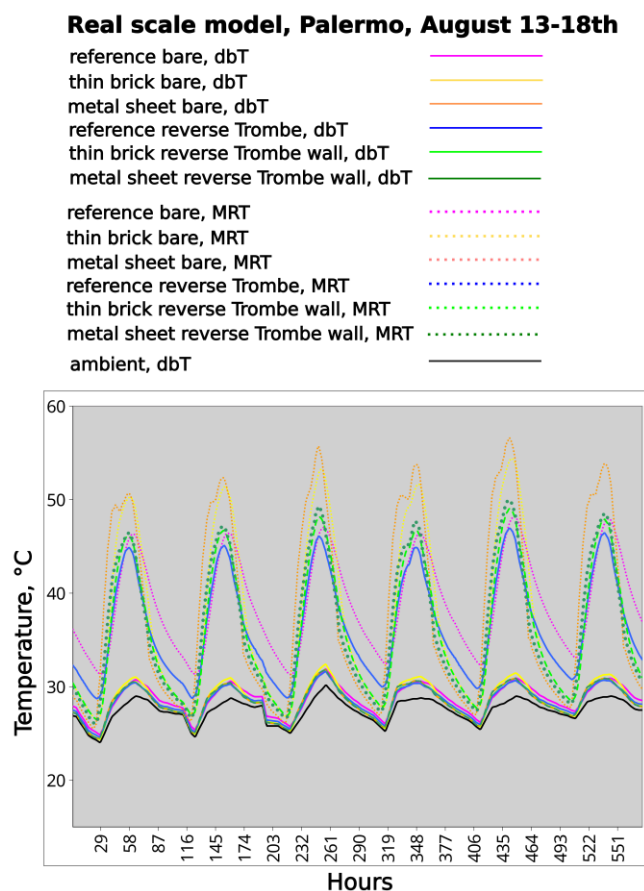 Real scale model, Palermo, August 13-18th
reference bare, dbT
thin brick bare, dbT
metal sheet bare, dbT
reference reverse Trombe, dbT
thin brick reverse Trombe wall, dbT
metal sheet reverse Trombe wall, dbT
reference bare, MRT
thin brick bare, MRT
metal sheet bare, MRT
reference reverse Trombe, MRT
thin brick reverse Trombe wall, MRT
metal sheet reverse Trombe wall, MRT
ambient, dbT
60
50
40
30
20
Temperature, °C
29 58 87 116 145 174 203 232 261 290 319 348 377 406 435 464 493 522 551
Hours